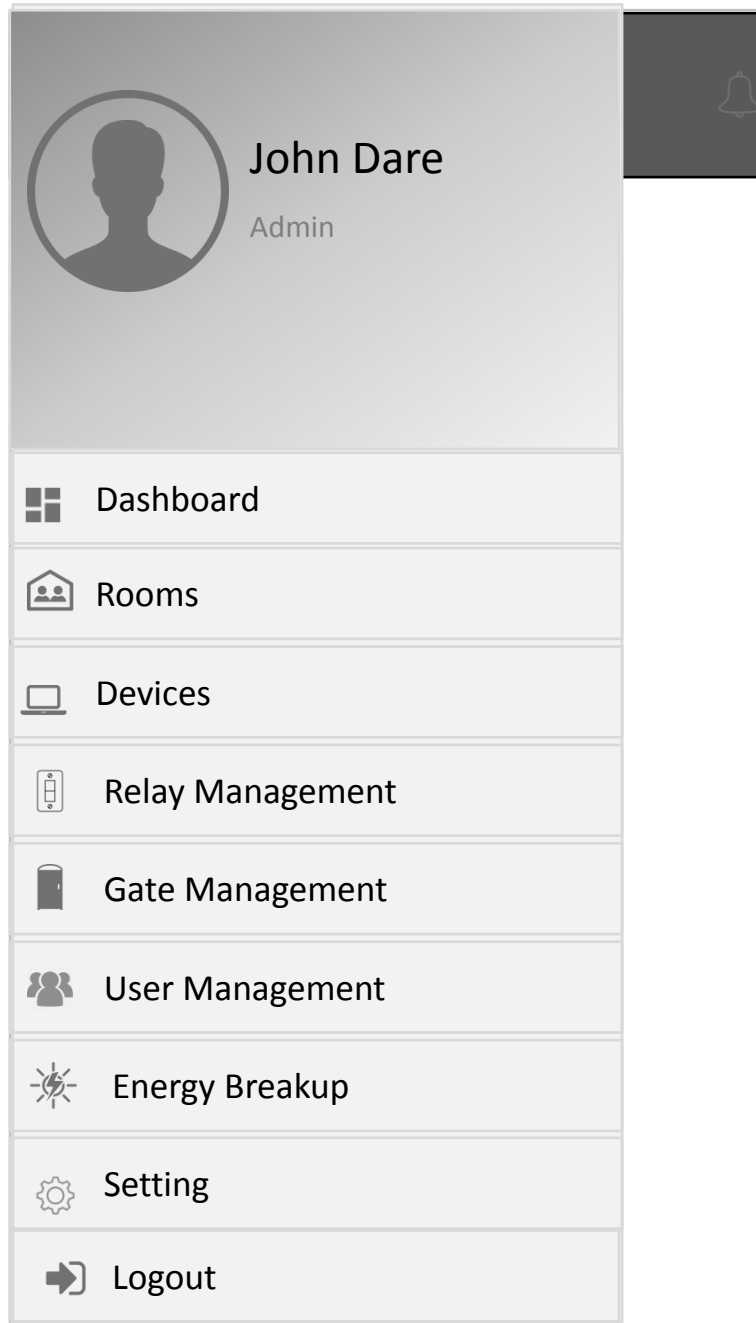 John Dare
Admin
Dashboard
Rooms
Devices
Relay Management
Gate Management
User Management
Energy Breakup
Setting
Logout